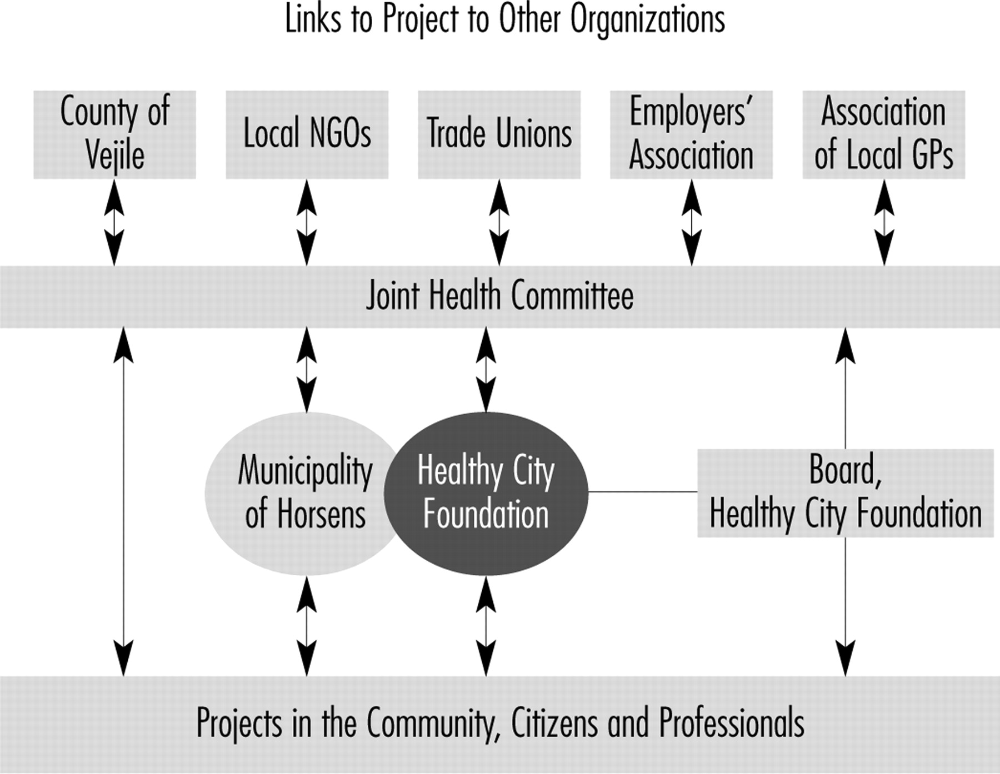 Links to Project to Other Organizations
County of
Vejile
Local NGOs
Trade Unions
Employers’
Association
Association
of Local GPs
Joint Health Committee
Municipality
of Horsens
Healthy City
Foundation
Board,
Healthy City Foundation
Projects in the Community, Citizens and Professionals